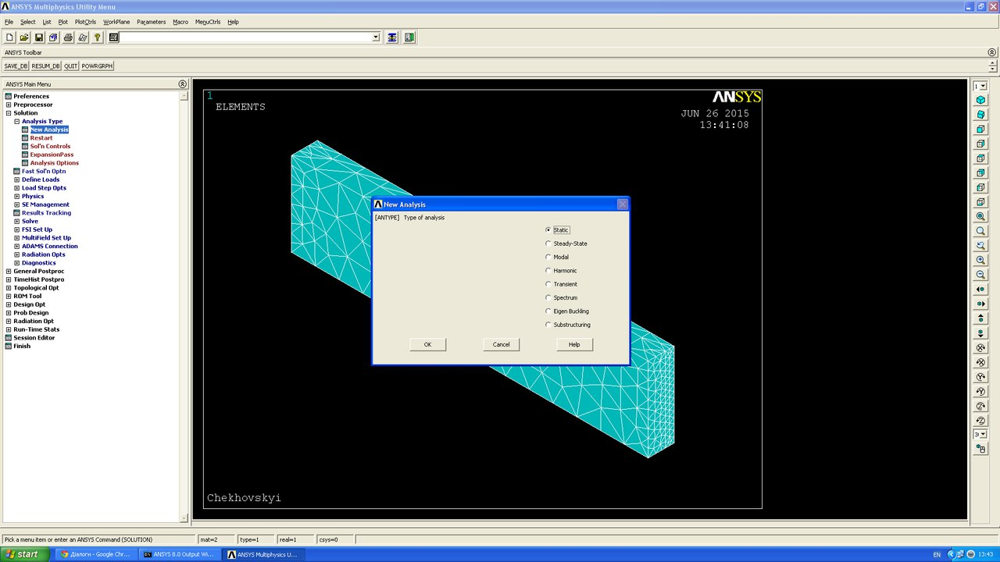 ANSYS Multiphysics Utility Menu
File Select List Plot PlotCtrls WorkPlane Parameters Macro MenuCtrls Help
ANSYS Toolbar
SAVE_DB RESUM_DB QUIT POWRGRPH
ANSYS Main Menu
Preferences
Preprocessor
Solution
Analysis Type
New Analysis
Restart
Sol'n Controls
ExpansionPass
Analysis Options
Fast Sol'n Optn
Define Loads
Load Step Opts
Physics
SE Management
Results Tracking
Solve
FSI Set Up
MultiField Set Up
ADAMS Connection
Radiation Opts
Diagnostics
General Postproc
TimeHist Postpro
Topological Opt
ROM Tool
Design Opt
Prob Design
Radiation Opt
Run-Time Stats
Session Editor
Finish
1
ELEMENTS
ANSYS
JUN 26 2015
13:41:08
New Analysis
[ANTYPE] Type of analysis
Static
Steady-State
Modal
Harmonic
Transient
Spectrum
Eigen Buckling
Substructuring
OK Cancel Help
Chekhovskyi
1
Pick a menu item or enter an ANSYS Command (SOLUTION) mat=2 type=1 real=1 csys=0
start Діалоги - Google Chr... ANSYS 8.0 Output Wi... ANSYS Multiphysics U... EN 13:43